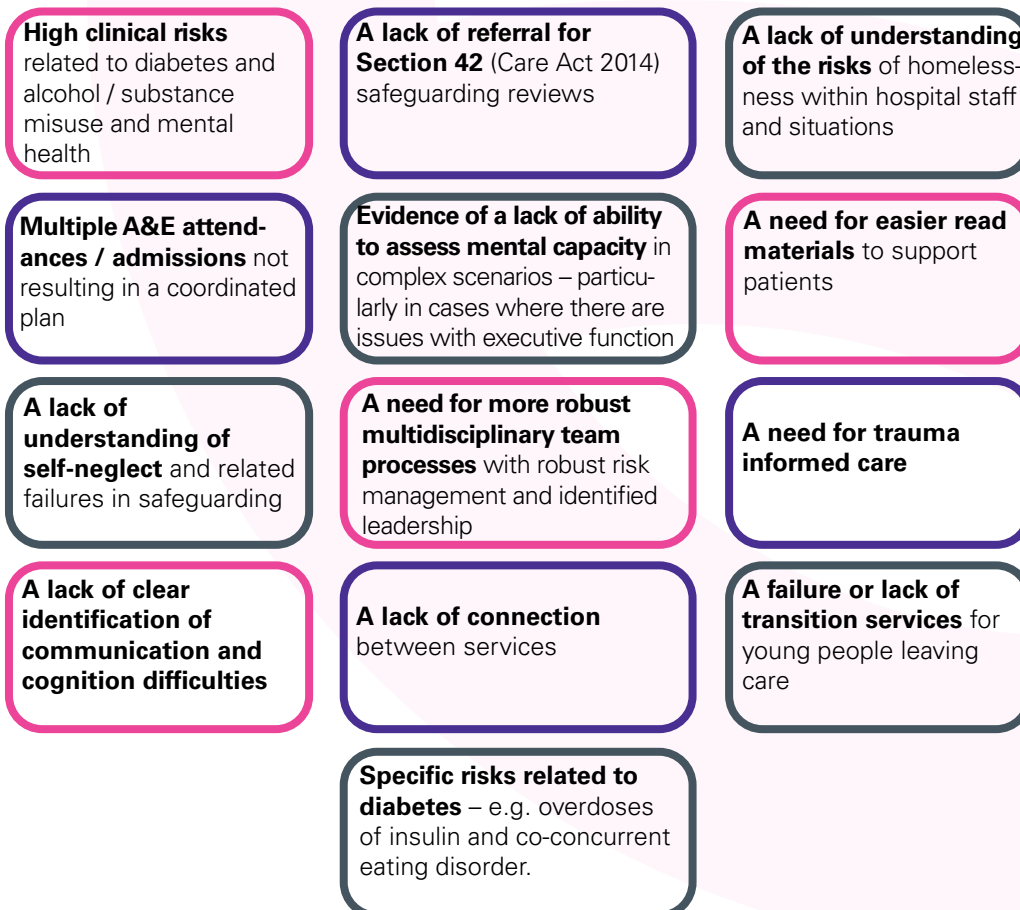 High clinical risks
related to diabetes and
alcohol / substance
misuse and mental
health
A lack of referral for
Section 42 (Care Act 2014)
safeguarding reviews
A lack of understanding
of the risks of homeless-
ness within hospital staff
and situations
Multiple A&E attend-
ances / admissions not
resulting in a coordinated
plan
Evidence of a lack of ability
to assess mental capacity in
complex scenarios – particu-
larly in cases where there are
issues with executive function
A need for easier read
materials to support
patients
A lack of
understanding of
self-neglect and related
failures in safeguarding
A need for more robust
multidisciplinary team
processes with robust risk
management and identified
leadership
A need for trauma
informed care
A lack of clear
identification of
communication and
cognition difficulties
A lack of connection
between services
A failure or lack of
transition services for
young people leaving
care
Specific risks related to
diabetes – e.g. overdoses
of insulin and co-concurrent
eating disorder.